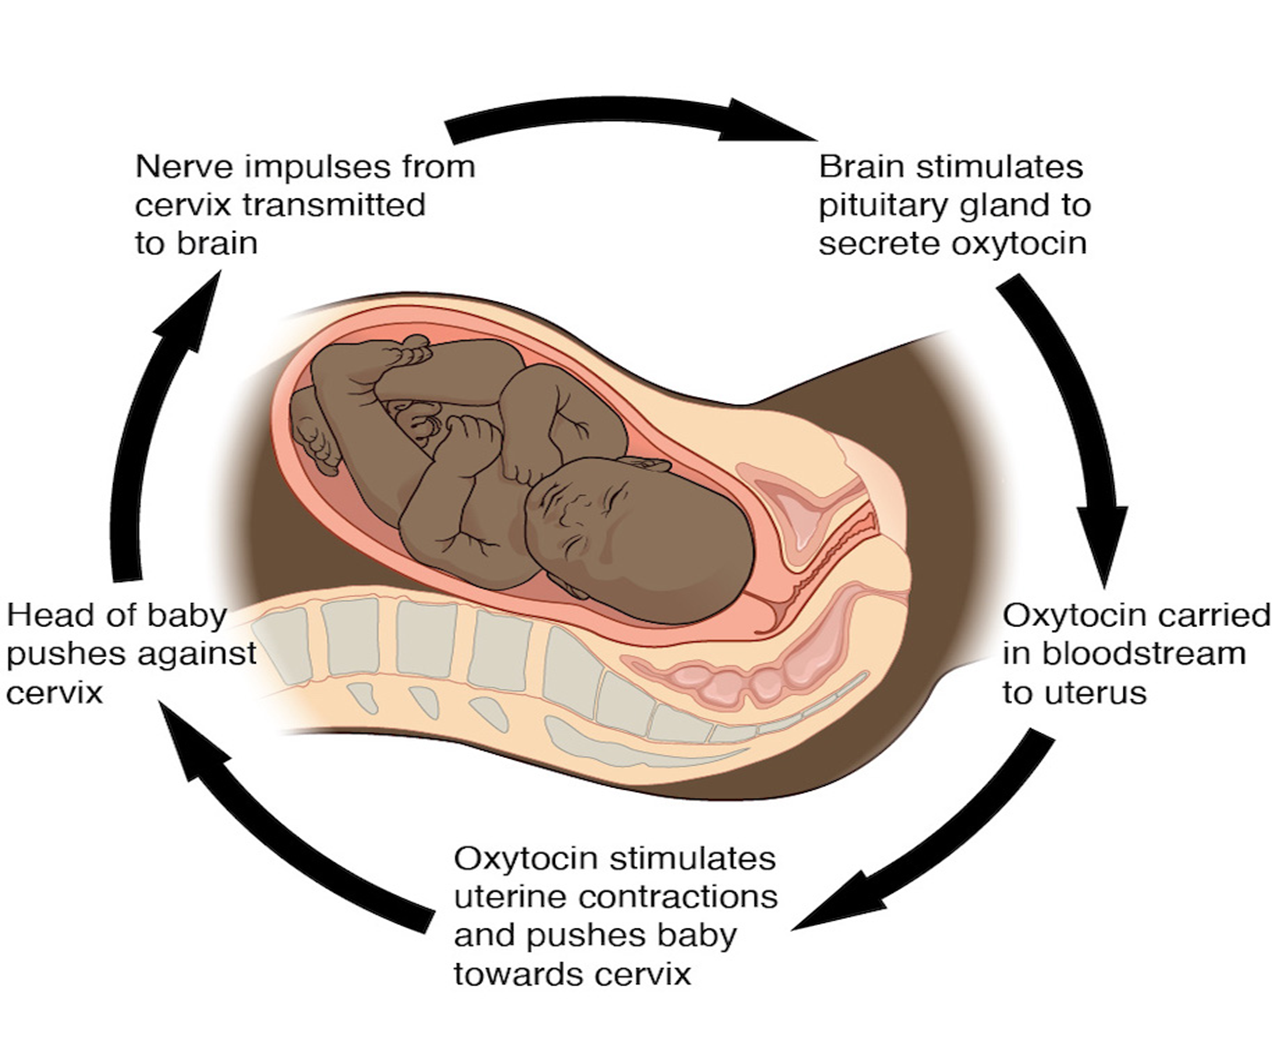 Nerve impulses from
cervix transmitted
to brain
Brain stimulates
pituitary gland to
secrete oxytocin
Oxytocin carried
in bloodstream
to uterus
Oxytocin stimulates
uterine contractions
and pushes baby
towards cervix
Head of baby
pushes against
cervix